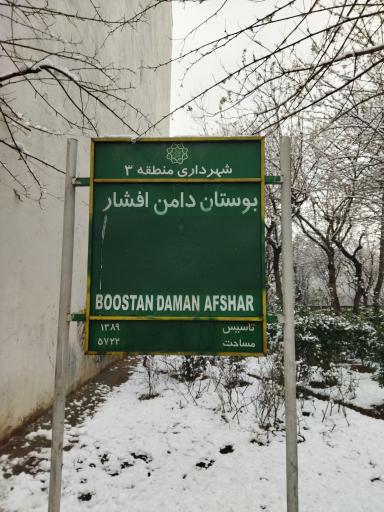 شهرداری منطقه ۳
بوستان دامن افشار
BOOSTAN DAMAN AFSHAR
تاسیس ۱۳۸۹
مساحت ۵۷۲۲